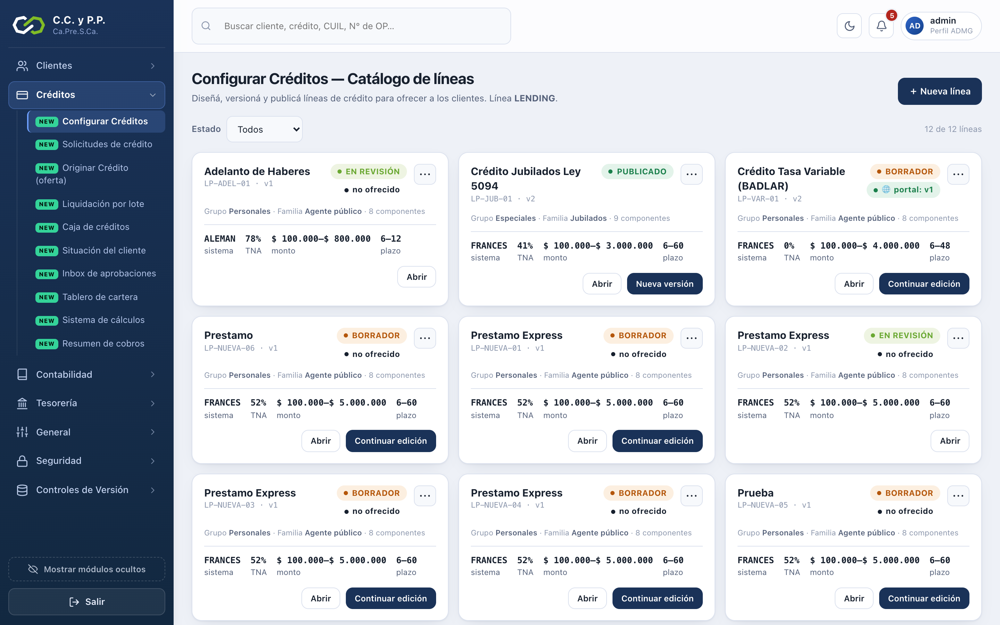 C.C. y P.P.
Ca.Pre.S.Ca.
Clientes
Créditos
NEW Configurar Créditos
NEW Solicitudes de crédito
NEW Originar Crédito
(oferta)
NEW Liquidación por lote
NEW Caja de créditos
NEW Situación del cliente
NEW Inbox de aprobaciones
NEW Tablero de cartera
NEW Sistema de cálculos
NEW Resumen de cobros
Contabilidad
Tesorería
General
Seguridad
Controles de Versión
Mostrar módulos ocultos
Salir
Buscar cliente, crédito, CUIL, N° de OP...
5
AD
admin
Perfil ADMG
Configurar Créditos — Catálogo de líneas
Diseñá, versioná y publicá líneas de crédito para ofrecer a los clientes. Línea LENDING.
+ Nueva línea
Estado
Todos
12 de 12 líneas
Adelanto de Haberes
LP-ADEL-01 · v1
EN REVISIÓN
no ofrecido
...
Grupo Personales · Familia Agente público · 8 componentes
ALEMAN 78% $ 100.000–$ 800.000 6–12
sistema TNA monto plazo
Abrir
Crédito Jubilados Ley
5094
LP-JUB-01 · v2
PUBLICADO
...
Grupo Especiales · Familia Jubilados · 9 componentes
FRANCES 41% $ 100.000–$ 3.000.000 6–60
sistema TNA monto plazo
Abrir Nueva versión
Crédito Tasa Variable
(BADLAR)
LP-VAR-01 · v2
BORRADOR
portal: v1
...
Grupo Personales · Familia Agente público · 8 componentes
FRANCES 0% $ 100.000–$ 4.000.000 6–48
sistema TNA monto plazo
Abrir Continuar edición
Prestamo
LP-NUEVA-06 · v1
BORRADOR
no ofrecido
...
Grupo Personales · Familia Agente público · 8 componentes
FRANCES 52% $ 100.000–$ 5.000.000 6–60
sistema TNA monto plazo
Abrir Continuar edición
Prestamo Express
LP-NUEVA-01 · v1
BORRADOR
no ofrecido
...
Grupo Personales · Familia Agente público · 8 componentes
FRANCES 52% $ 100.000–$ 5.000.000 6–60
sistema TNA monto plazo
Abrir Continuar edición
Prestamo Express
LP-NUEVA-02 · v1
EN REVISIÓN
no ofrecido
...
Grupo Personales · Familia Agente público · 8 componentes
FRANCES 52% $ 100.000–$ 5.000.000 6–60
sistema TNA monto plazo
Abrir
Prestamo Express
LP-NUEVA-03 · v1
BORRADOR
no ofrecido
...
Grupo Personales · Familia Agente público · 8 componentes
FRANCES 52% $ 100.000–$ 5.000.000 6–60
sistema TNA monto plazo
Abrir Continuar edición
Prestamo Express
LP-NUEVA-04 · v1
BORRADOR
no ofrecido
...
Grupo Personales · Familia Agente público · 8 componentes
FRANCES 52% $ 100.000–$ 5.000.000 6–60
sistema TNA monto plazo
Abrir Continuar edición
Prueba
LP-NUEVA-05 · v1
BORRADOR
no ofrecido
...
Grupo Personales · Familia Agente público · 8 componentes
FRANCES 52% $ 100.000–$ 5.000.000 6–60
sistema TNA monto plazo
Abrir Continuar edición